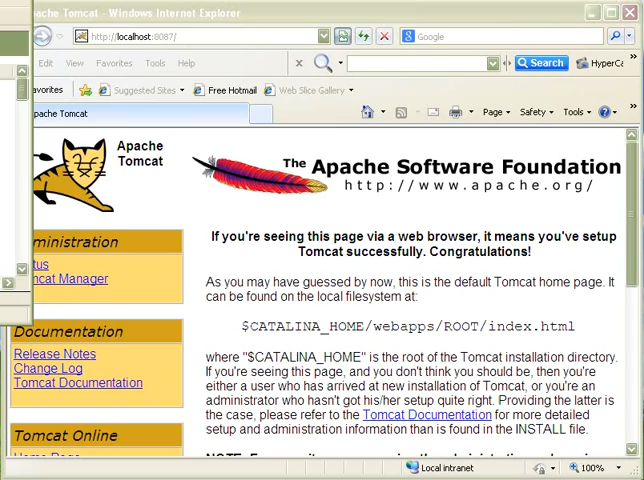 pache Tomcat - Windows Internet Explorer
http://localhost:8087/
Google
Edit View Favorites Tools Help
Search
HyperCa
avorites
Suggested Sites
Free Hotmail
Web Slice Gallery
pache Tomcat
Page
Safety
Tools
Apache
Tomcat
The Apache Software Foundation
http://www.apache.org/
ministration
tus
mcat Manager
Documentation
Release Notes
Change Log
Tomcat Documentation
Tomcat Online
Home Page
If you're seeing this page via a web browser, it means you've setup
Tomcat successfully. Congratulations!
As you may have guessed by now, this is the default Tomcat home page. It
can be found on the local filesystem at:
$CATALINA_HOME/webapps/ROOT/index.html
where "$CATALINA_HOME" is the root of the Tomcat installation directory.
If you're seeing this page, and you don't think you should be, then you're
either a user who has arrived at new installation of Tomcat, or you're an
administrator who hasn't got his/her setup quite right. Providing the latter is
the case, please refer to the Tomcat Documentation for more detailed
setup and administration information than is found in the INSTALL file.
Local intranet
100%